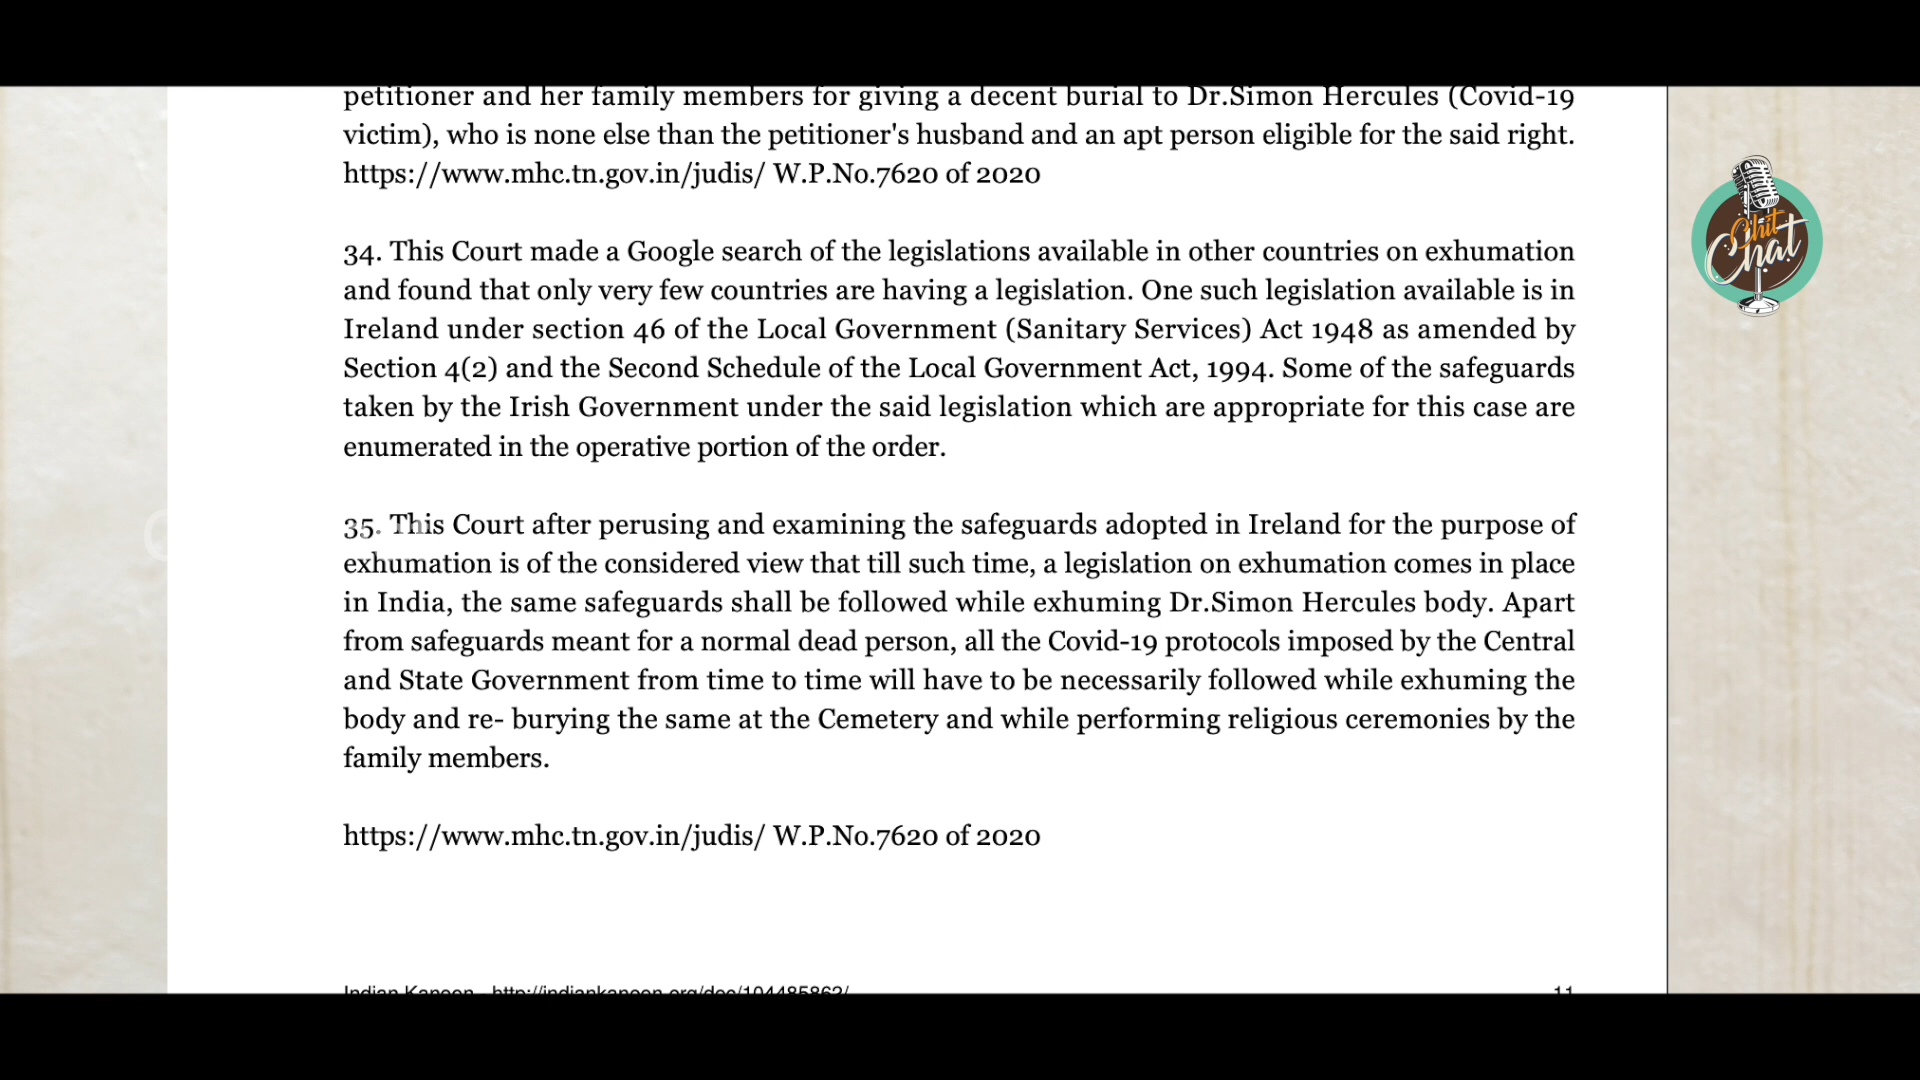 petitioner and her family members for giving a decent burial to Dr.Simon Hercules (Covid-19
victim), who is none else than the petitioner's husband and an apt person eligible for the said right.
https://www.mhc.tn.gov.in/judis/ W.P.No.7620 of 2020
34. This Court made a Google search of the legislations available in other countries on exhumation
and found that only very few countries are having a legislation. One such legislation available is in
Ireland under section 46 of the Local Government (Sanitary Services) Act 1948 as amended by
Section 4(2) and the Second Schedule of the Local Government Act, 1994. Some of the safeguards
taken by the Irish Government under the said legislation which are appropriate for this case are
enumerated in the operative portion of the order.
35. This Court after perusing and examining the safeguards adopted in Ireland for the purpose of
exhumation is of the considered view that till such time, a legislation on exhumation comes in place
in India, the same safeguards shall be followed while exhuming Dr.Simon Hercules body. Apart
from safeguards meant for a normal dead person, all the Covid-19 protocols imposed by the Central
and State Government from time to time will have to be necessarily followed while exhuming the
body and re- burying the same at the Cemetery and while performing religious ceremonies by the
family members.
https://www.mhc.tn.gov.in/judis/ W.P.No.7620 of 2020
Indian Kanoon - http://indiankanoon.org/doc/104485862/ 11
Chit
Chat